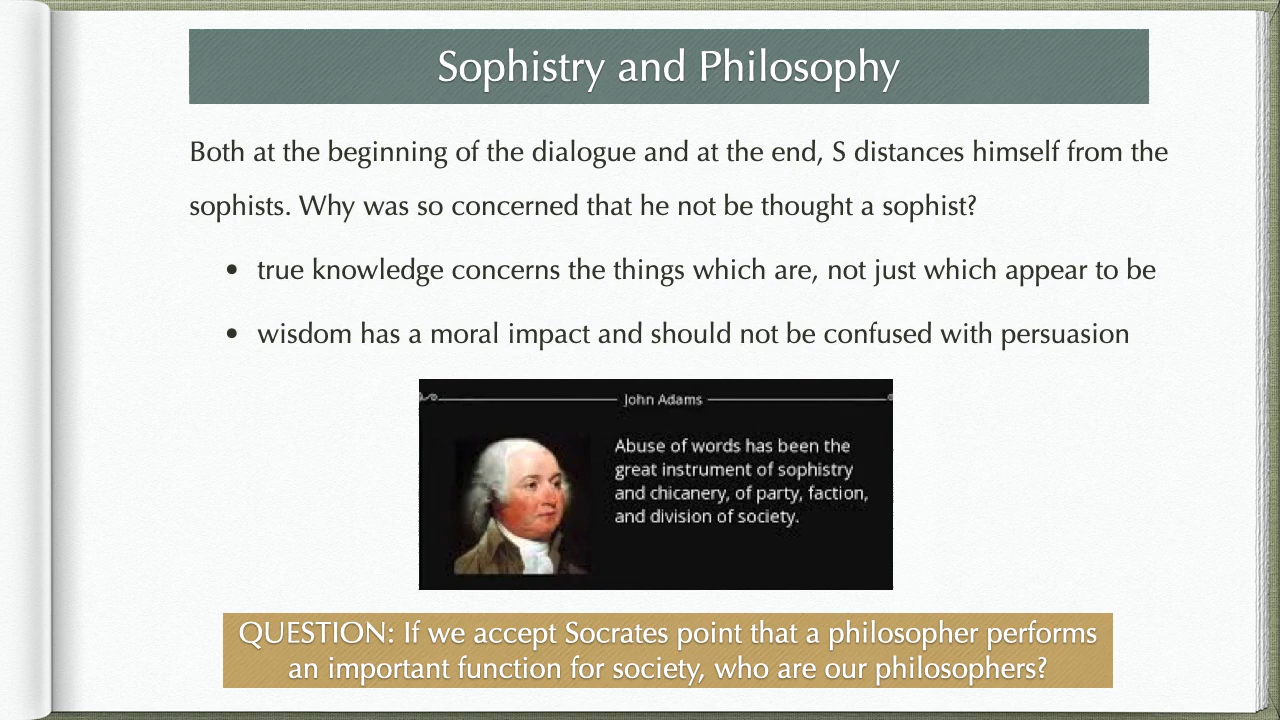 Sophistry and Philosophy
Both at the beginning of the dialogue and at the end, S distances himself from the
sophists. Why was so concerned that he not be thought a sophist?
• true knowledge concerns the things which are, not just which appear to be
• wisdom has a moral impact and should not be confused with persuasion
John Adams
Abuse of words has been the
great instrument of sophistry
and chicanery, of party, faction,
and division of society.
QUESTION: If we accept Socrates point that a philosopher performs
an important function for society, who are our philosophers?